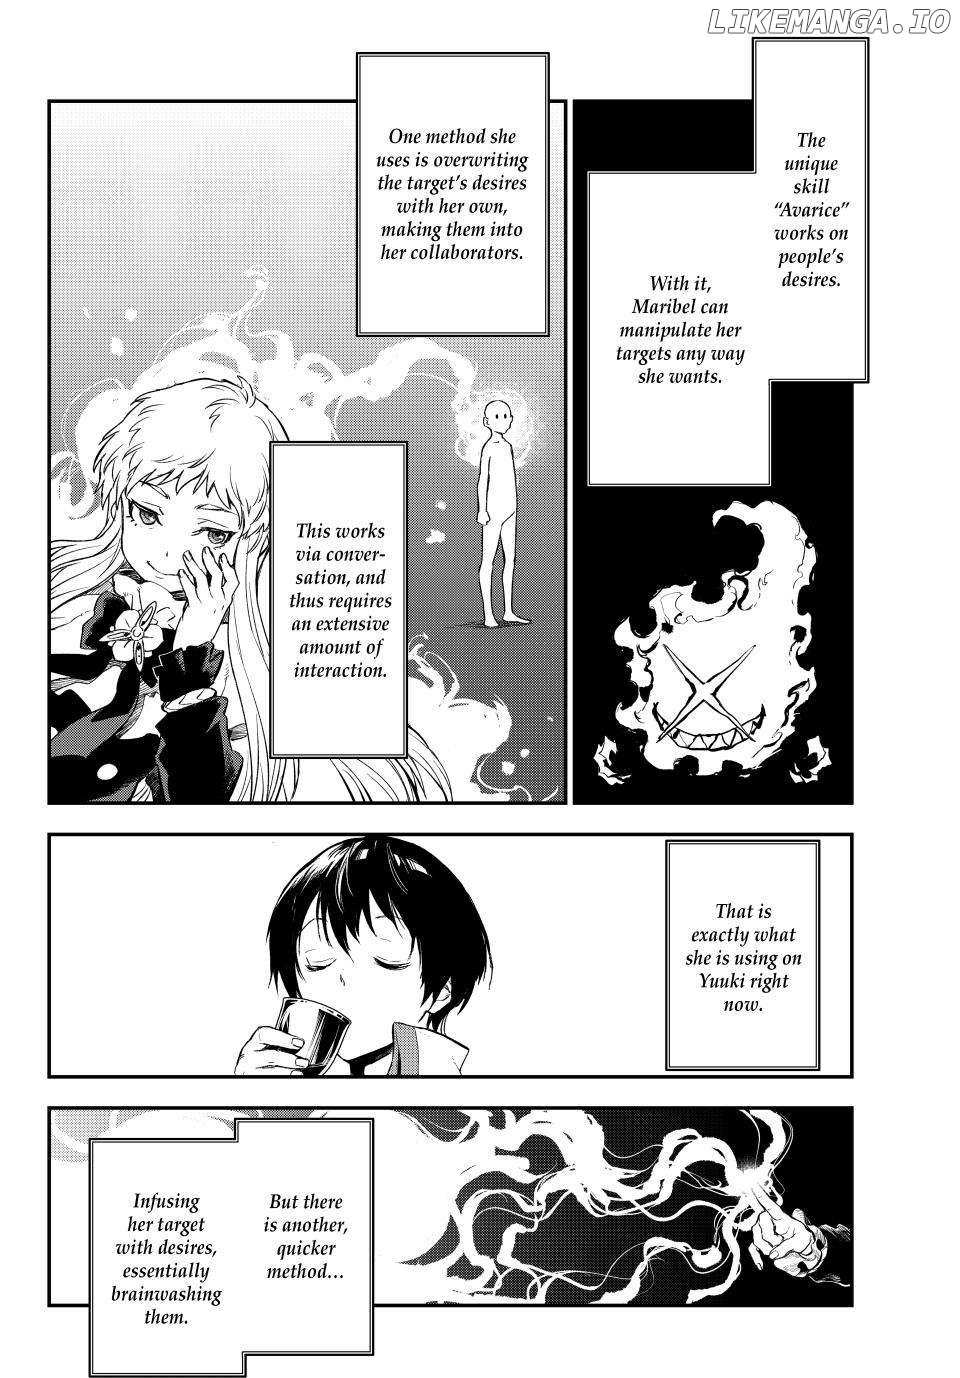 LIKEMANGA.IO
The
unique
skill
“Avarice”
works on
people’s
desires.
With it,
Maribel can
manipulate her
targets any way
she wants.
One method she
uses is overwriting
the target’s desires
with her own,
making them into
her collaborators.
This works
via conver-
sation, and
thus requires
an extensive
amount of
interaction.
That is
exactly what
she is using on
Yuuki right
now.
But there
is another,
quicker
method...
Infusing
her target
with desires,
essentially
brainwashing
them.